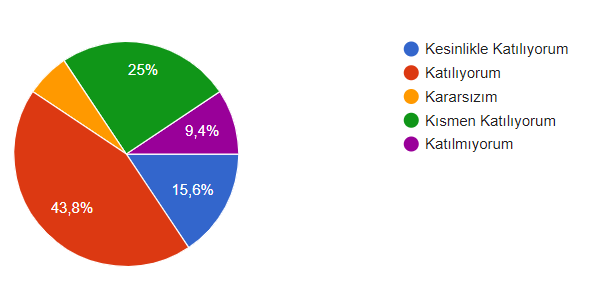 25%
9,4%
15,6%
43,8%
Kesinlikle Katılıyorum
Katılıyorum
Kararsızım
Kısmen Katılıyorum
Katılmıyorum